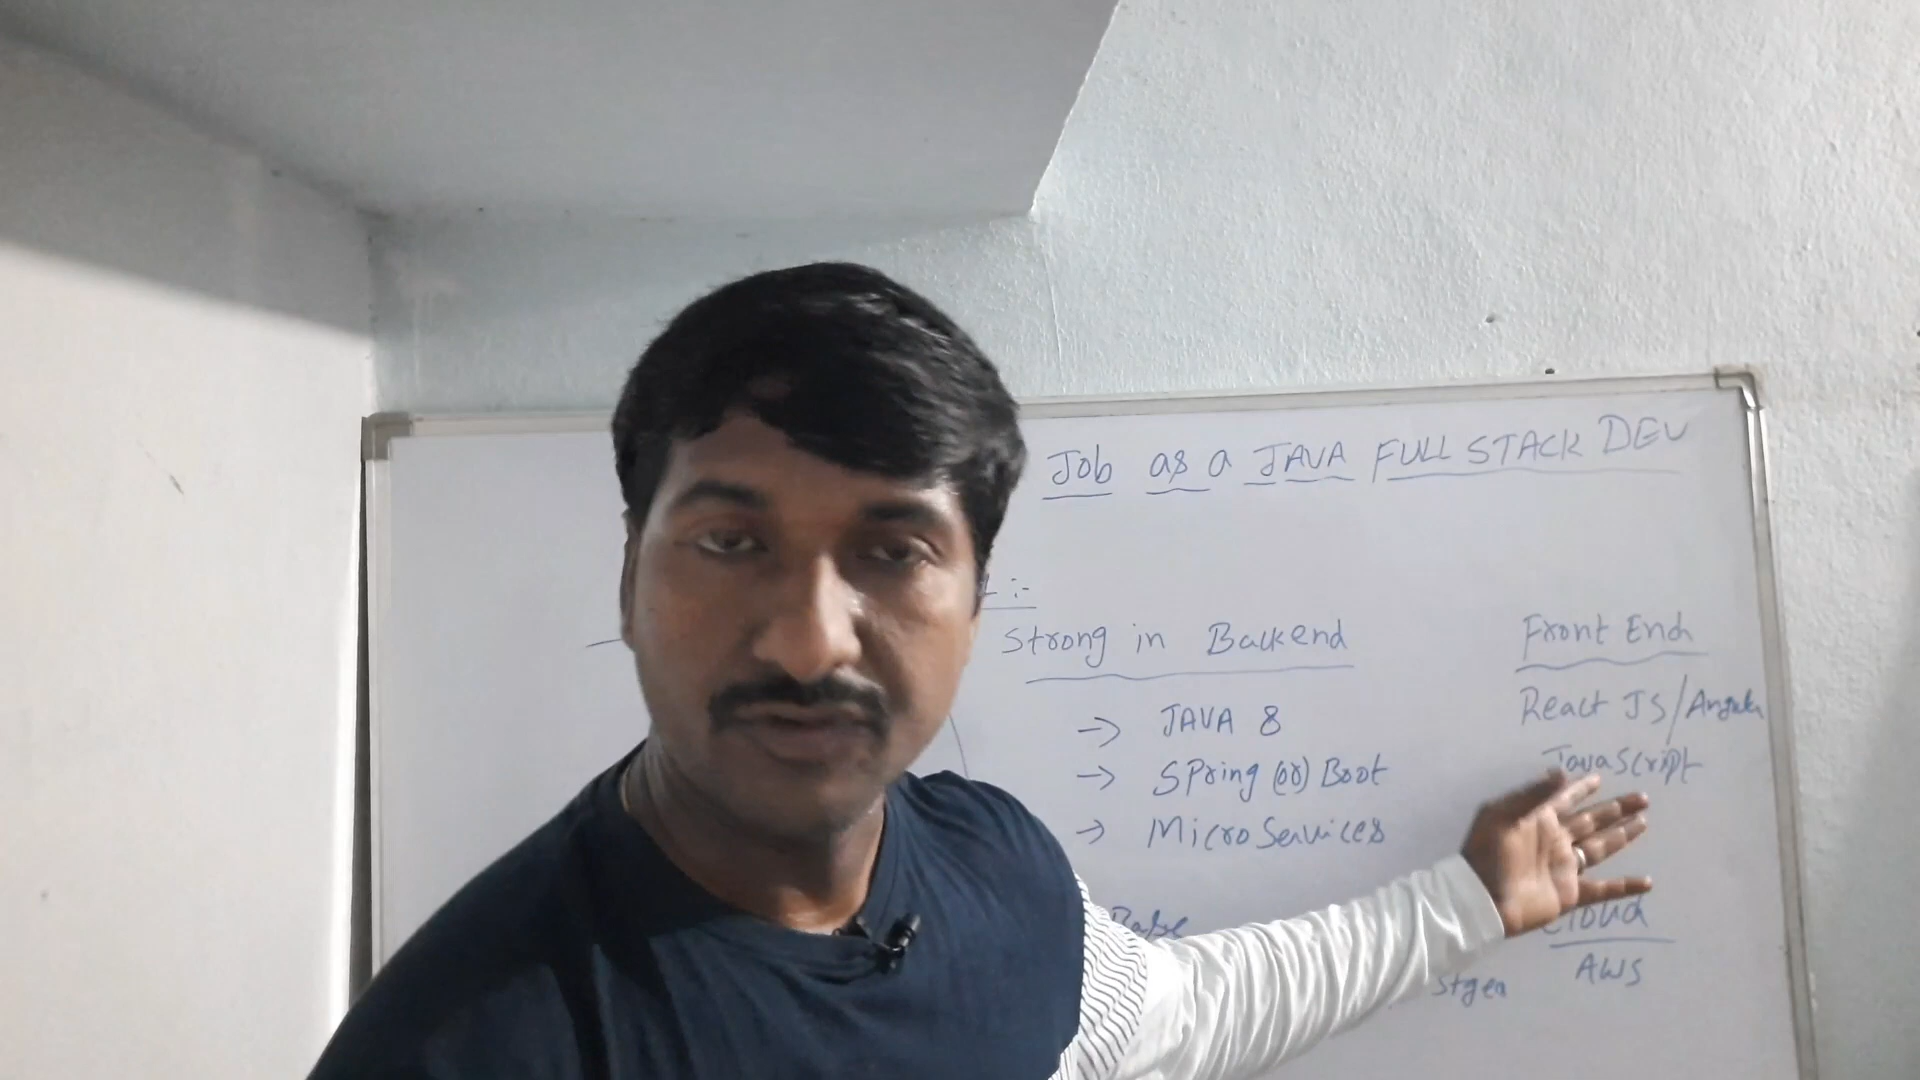 Job as a JAVA FULL STACK DEV
:-
Strong in Backend
→ JAVA 8
→ SPring (or) Boot
→ MicroServices
Front End
React JS/Angular
JavaScript
Cloud
AWS